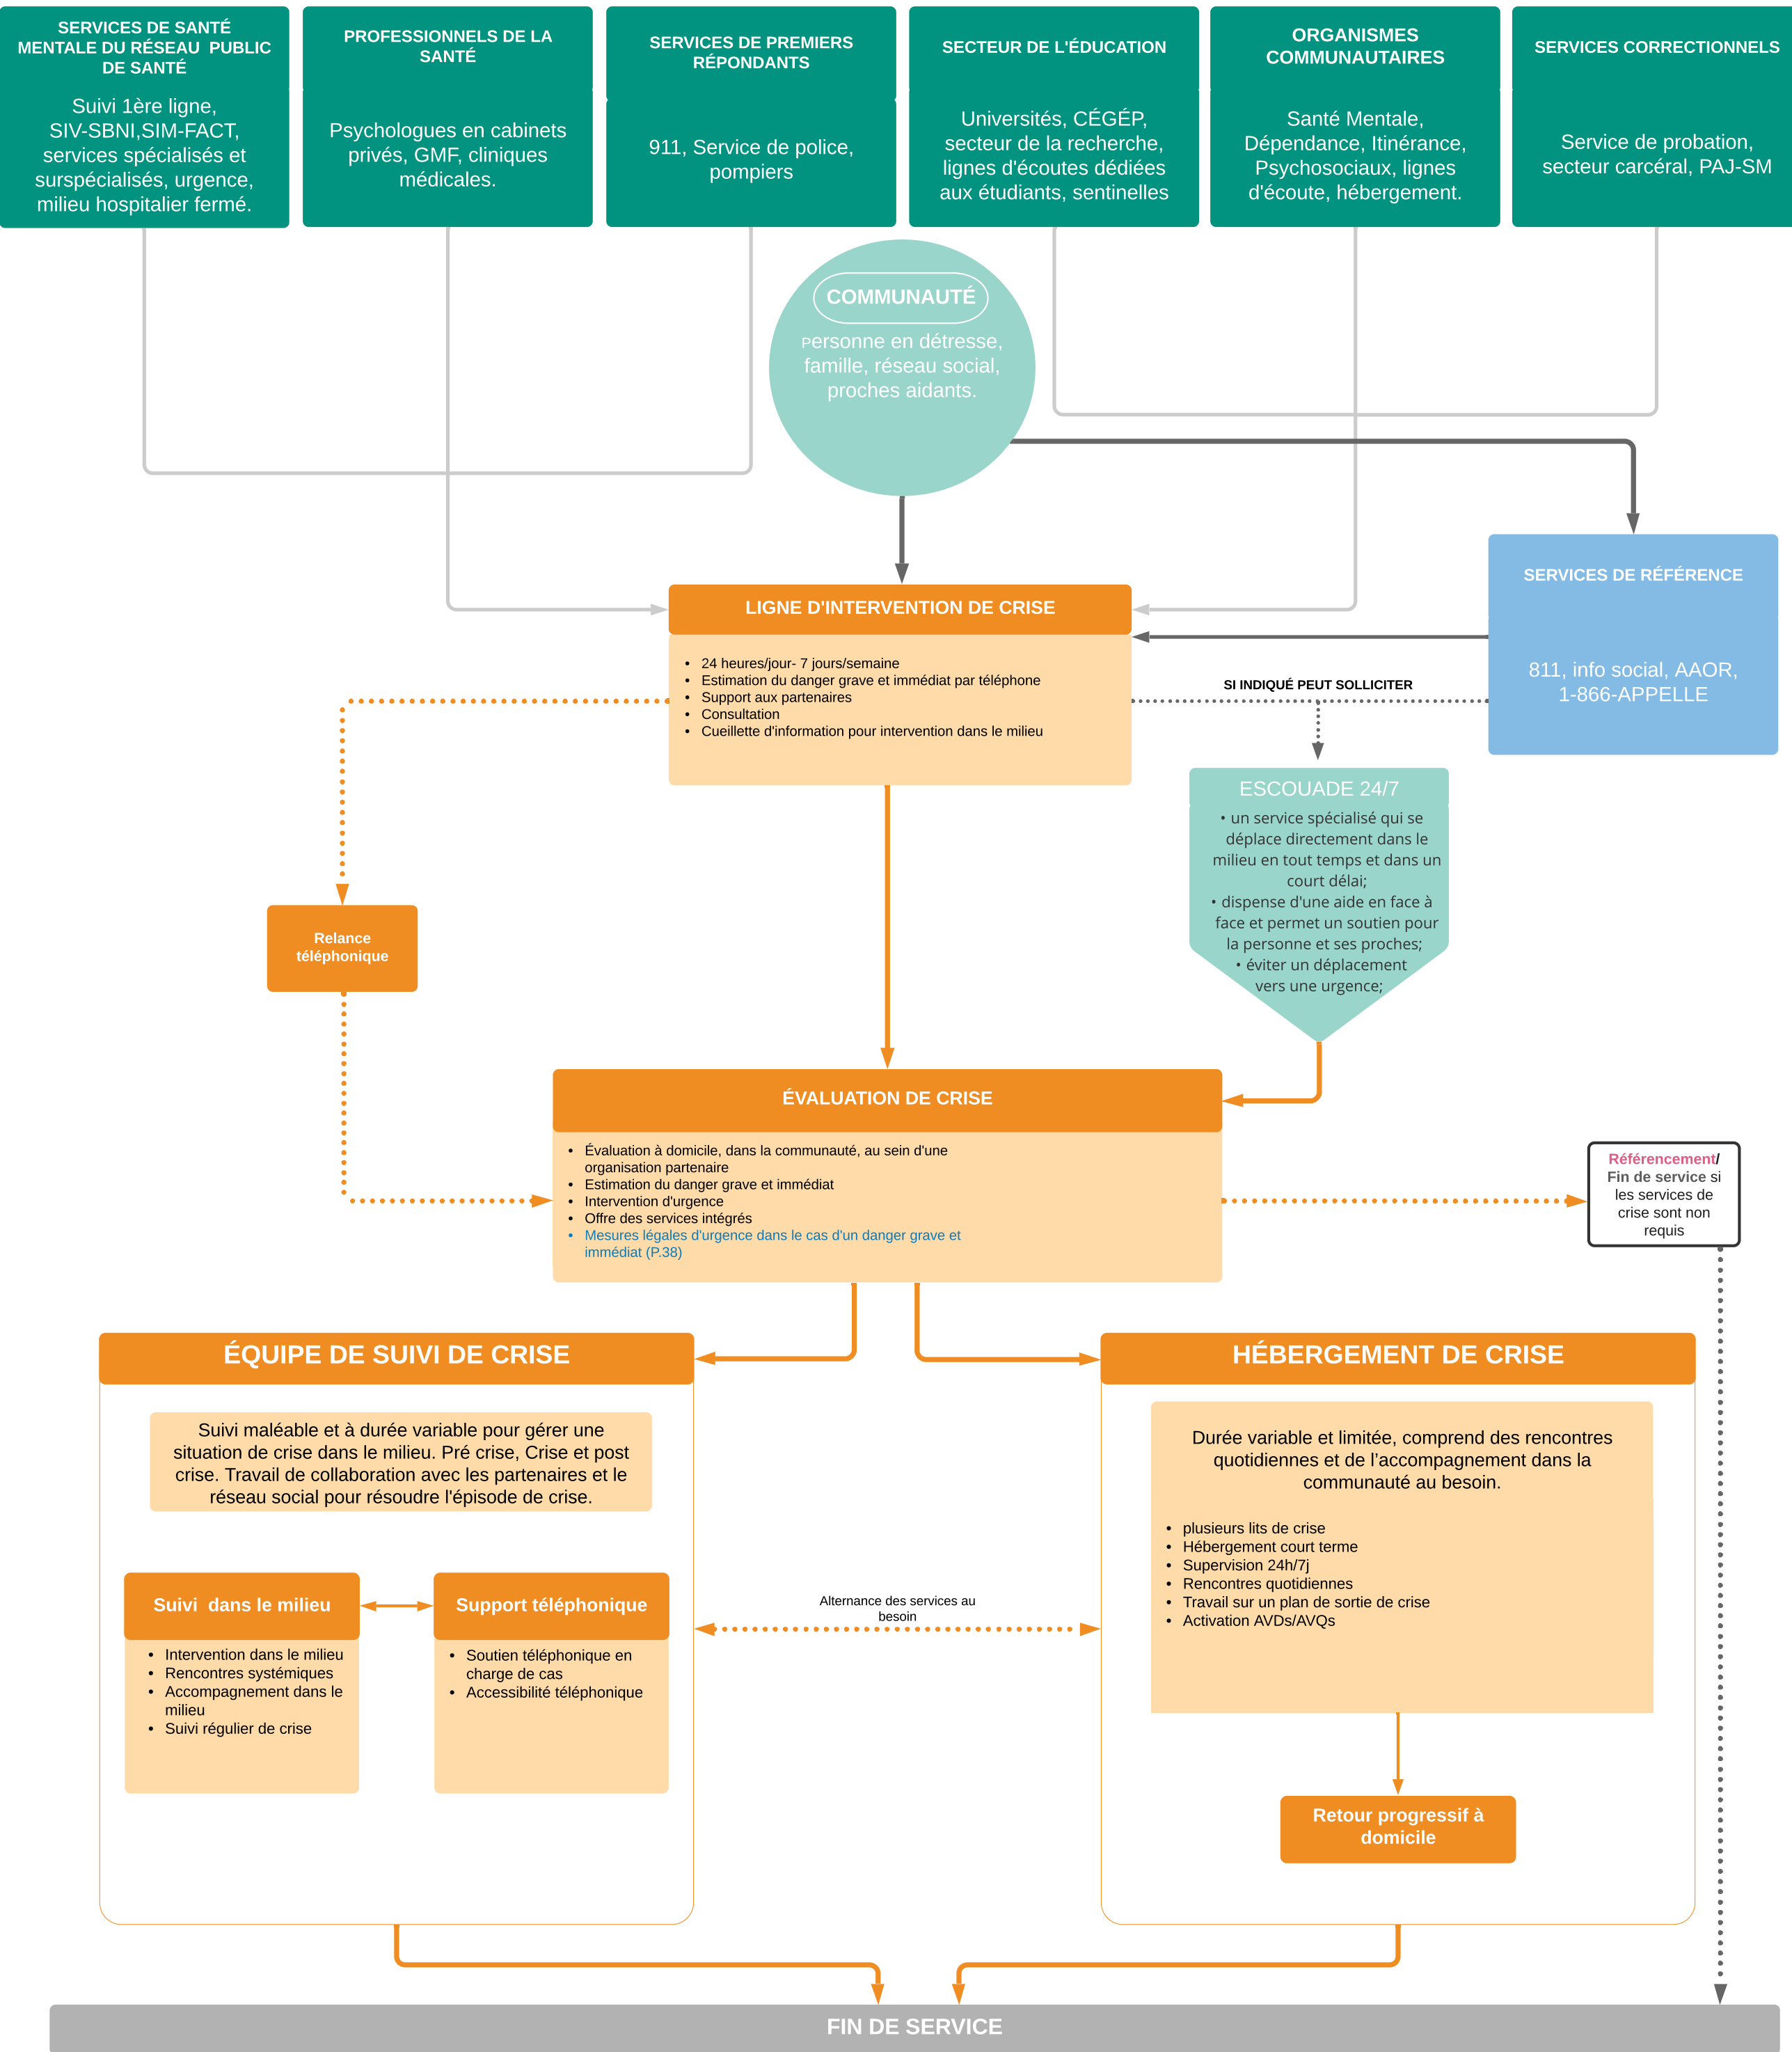 SERVICES DE SANTÉ
MENTALE DU RÉSEAU PUBLIC
DE SANTÉ
Suivi 1ère ligne,
SIV-SBNI,SIM-FACT,
services spécialisés et
surspécialisés, urgence,
milieu hospitalier fermé.
PROFESSIONNELS DE LA
SANTÉ
Psychologues en cabinets
privés, GMF, cliniques
médicales.
SERVICES DE PREMIERS
RÉPONDANTS
911, Service de police,
pompiers
SECTEUR DE L'ÉDUCATION
Universités, CÉGÉP,
secteur de la recherche,
lignes d'écoutes dédiées
aux étudiants, sentinelles
ORGANISMES
COMMUNAUTAIRES
Santé Mentale,
Dépendance, Itinérance,
Psychosociaux, lignes
d'écoute, hébergement.
SERVICES CORRECTIONNELS
Service de probation,
secteur carcéral, PAJ-SM
COMMUNAUTÉ
Personne en détresse,
famille, réseau social,
proches aidants.
SERVICES DE RÉFÉRENCE
811, info social, AAOR,
1-866-APPELLE
LIGNE D'INTERVENTION DE CRISE
• 24 heures/jour- 7 jours/semaine
• Estimation du danger grave et immédiat par téléphone
• Support aux partenaires
• Consultation
• Cueillette d'information pour intervention dans le milieu
SI INDIQUÉ PEUT SOLLICITER
ESCOUADE 24/7
• un service spécialisé qui se
déplace directement dans le
milieu en tout temps et dans un
court délai;
• dispense d'une aide en face à
face et permet un soutien pour
la personne et ses proches;
• éviter un déplacement
vers une urgence;
Relance
téléphonique
ÉVALUATION DE CRISE
• Évaluation à domicile, dans la communauté, au sein d'une
organisation partenaire
• Estimation du danger grave et immédiat
• Intervention d'urgence
• Offre des services intégrés
• Mesures légales d'urgence dans le cas d'un danger grave et
immédiat (P.38)
Référencement/
Fin de service si
les services de
crise sont non
requis
ÉQUIPE DE SUIVI DE CRISE
Suivi maléable et à durée variable pour gérer une
situation de crise dans le milieu. Pré crise, Crise et post
crise. Travail de collaboration avec les partenaires et le
réseau social pour résoudre l'épisode de crise.
Suivi dans le milieu
• Intervention dans le milieu
• Rencontres systémiques
• Accompagnement dans le
milieu
• Suivi régulier de crise
Support téléphonique
• Soutien téléphonique en
charge de cas
• Accessibilité téléphonique
Alternance des services au
besoin
HÉBERGEMENT DE CRISE
Durée variable et limitée, comprend des rencontres
quotidiennes et de l’accompagnement dans la
communauté au besoin.
• plusieurs lits de crise
• Hébergement court terme
• Supervision 24h/7j
• Rencontres quotidiennes
• Travail sur un plan de sortie de crise
• Activation AVDs/AVQs
Retour progressif à
domicile
FIN DE SERVICE